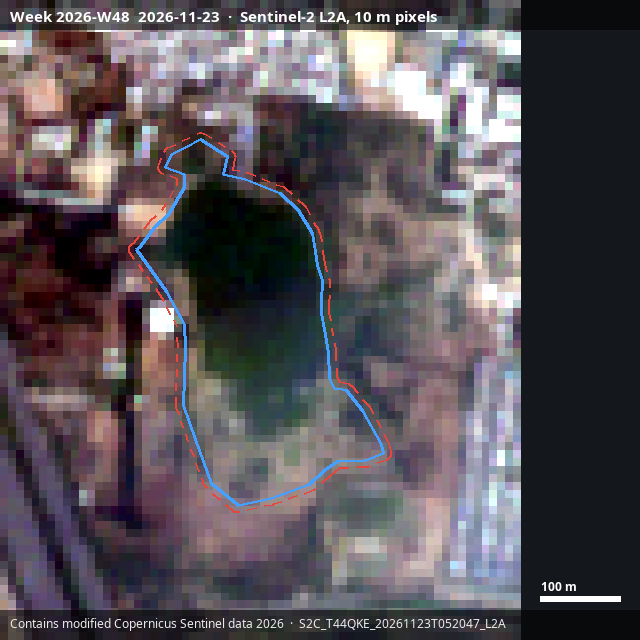 Week 2026-W48  2026-11-23  ·  Sentinel-2 L2A, 10 m pixels
100 m
Contains modified Copernicus Sentinel data 2026  ·  S2C_T44QKE_20261123T052047_L2A